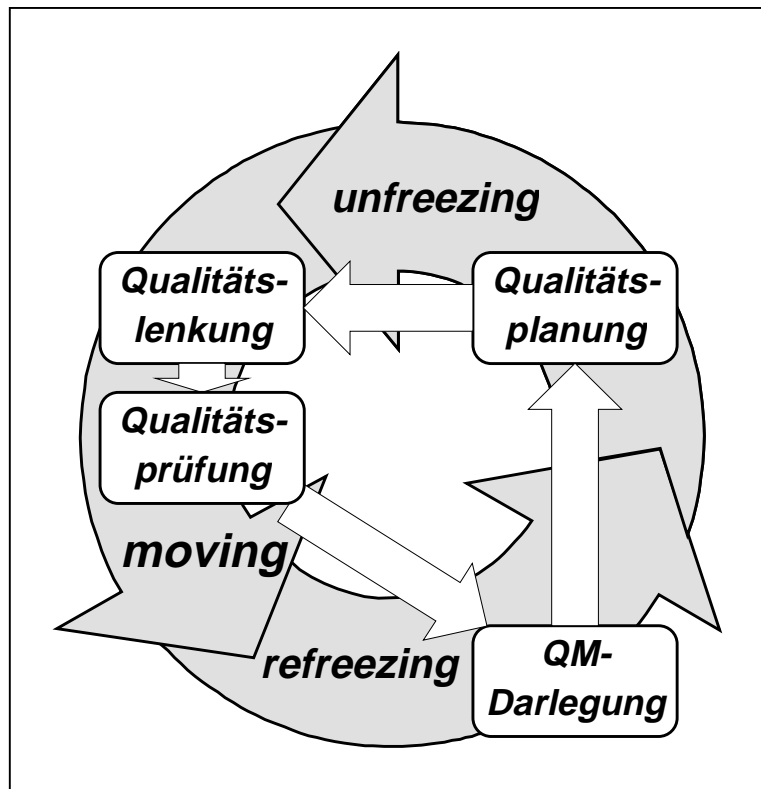 unfreezing
Qualitäts-
lenkung
Qualitäts-
planung
Qualitäts-
prüfung
moving
refreezing
QM-
Darlegung